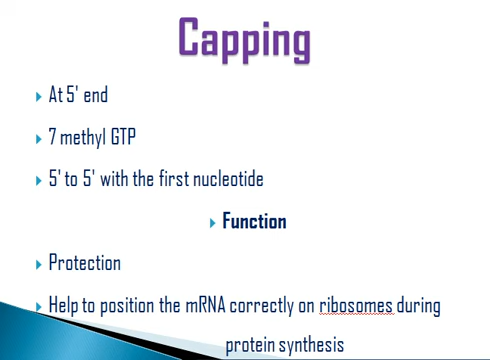 Capping
At 5' end
7 methyl GTP
5' to 5' with the first nucleotide
Function
Protection
Help to position the mRNA correctly on ribosomes during
protein synthesis